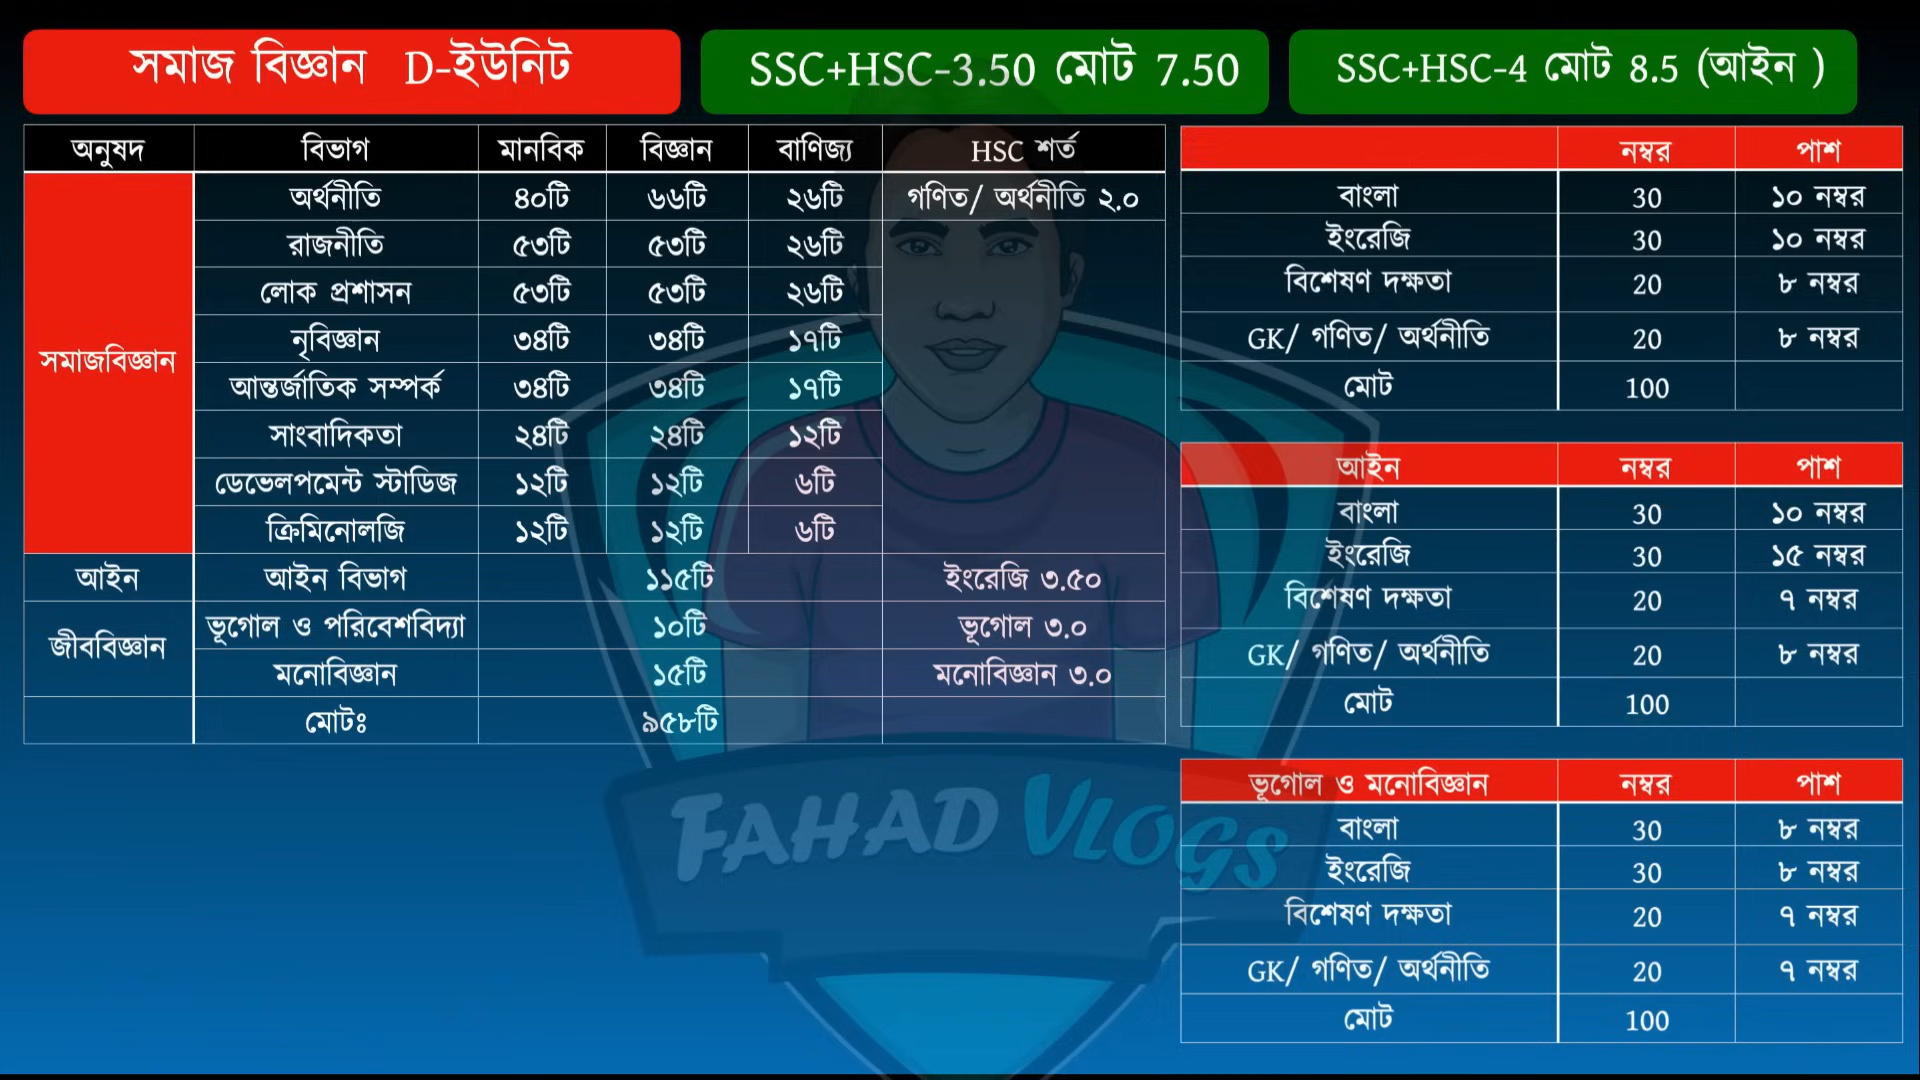 সমাজ বিজ্ঞান D-ইউনিট
SSC+HSC-3.50 মোট 7.50
SSC+HSC-4 মোট 8.5 (আইন )
অনুষদ বিভাগ মানবিক বিজ্ঞান বাণিজ্য HSC শর্ত
সমাজবিজ্ঞান
অর্থনীতি ৪০টি ৬৬টি ২৬টি গণিত/ অর্থনীতি ২.০
রাজনীতি ৫৩টি ৫৩টি ২৬টি
লোক প্রশাসন ৫৩টি ৫৩টি ২৬টি
নৃবিজ্ঞান ৩৪টি ৩৪টি ১৭টি
আন্তর্জাতিক সম্পর্ক ৩৪টি ৩৪টি ১৭টি
সাংবাদিকতা ২৪টি ২৪টি ১২টি
ডেভেলপমেন্ট স্টাডিজ ১২টি ১২টি ৬টি
ক্রিমিনোলজি ১২টি ১২টি ৬টি
আইন আইন বিভাগ ১১৫টি ইংরেজি ৩.৫০
জীববিজ্ঞান
ভূগোল ও পরিবেশবিদ্যা ১০টি ভূগোল ৩.০
মনোবিজ্ঞান ১৫টি মনোবিজ্ঞান ৩.০
মোটঃ ৯৫৮টি
নম্বর পাশ
বাংলা 30 ১০ নম্বর
ইংরেজি 30 ১০ নম্বর
বিশেষণ দক্ষতা 20 ৮ নম্বর
GK/ গণিত/ অর্থনীতি 20 ৮ নম্বর
মোট 100
আইন নম্বর পাশ
বাংলা 30 ১০ নম্বর
ইংরেজি 30 ১৫ নম্বর
বিশেষণ দক্ষতা 20 ৭ নম্বর
GK/ গণিত/ অর্থনীতি 20 ৮ নম্বর
মোট 100
ভূগোল ও মনোবিজ্ঞান নম্বর পাশ
বাংলা 30 ৮ নম্বর
ইংরেজি 30 ৮ নম্বর
বিশেষণ দক্ষতা 20 ৭ নম্বর
GK/ গণিত/ অর্থনীতি 20 ৭ নম্বর
মোট 100
FAHAD VLOGS